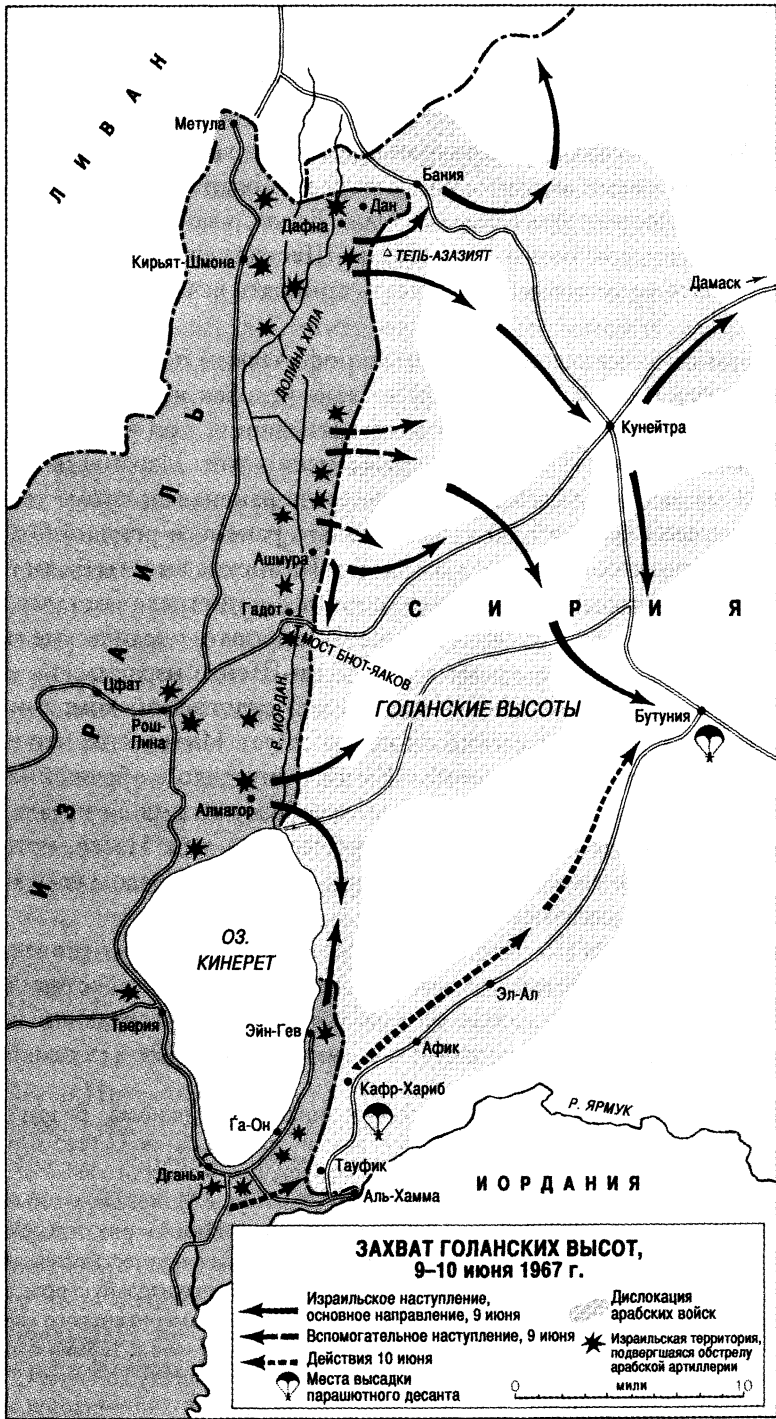 ЛИВАН
Метула
Бания
Дан
Дафна
ТЕЛЬ-АЗАЗИЯТ
Кирьят-Шмона
Дамаск
ДОЛИНА ХУЛА
Кунейтра
ИЗРАИЛЬ
Ашмура
СИРИЯ
Гадот
МОСТ БНОТ-ЯАКОВ
Цфат
Рош-
Пина
Р. ИОРДАН
ГОЛАНСКИЕ ВЫСОТЫ
Бутуния
Алмагор
ОЗ.
КИНЕРЕТ
Эл-Ал
Тверия
Эйн-Гев
Афик
Кафр-Хариб
Р. ЯРМУК
Га-Он
Дганья
Тауфик
ИОРДАНИЯ
Аль-Хамма
ЗАХВАТ ГОЛАНСКИХ ВЫСОТ,
9–10 июня 1967 г.
Израильское наступление,
основное направление, 9 июня
Вспомогательное наступление, 9 июня
Действия 10 июня
Места высадки
парашютного десанта
Дислокация
арабских войск
Израильская территория,
подвергшаяся обстрелу
арабской артиллерии
мили
0 10